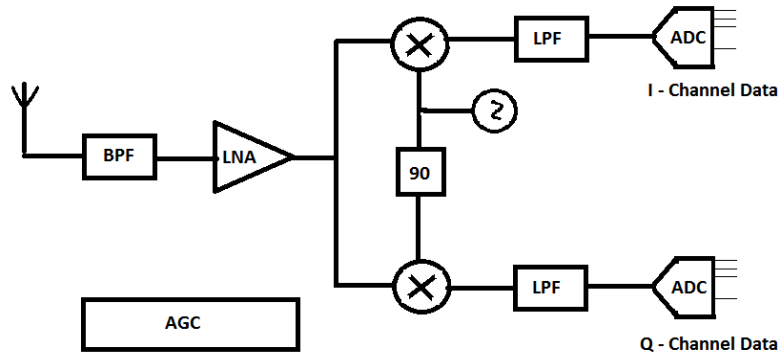 LPF
ADC
I - Channel Data
BPF
LNA
90
LPF
ADC
AGC
Q - Channel Data